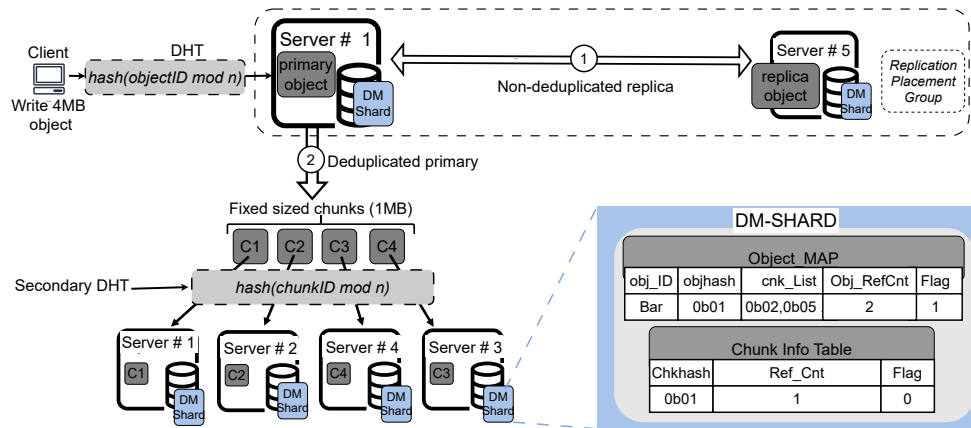 Client
DHT
hash(objectID mod n)
Write 4MB
object
Server # 1
primary
object
DM
Shard
1
Non-deduplicated replica
Server # 5
replica
object
DM
Shard
Replication
Placement
Group
2
Deduplicated primary
Fixed sized chunks (1MB)
C1
C2
C3
C4
Secondary DHT
hash(chunkID mod n)
Server # 1
C1
DM
Shard
Server # 2
C2
DM
Shard
Server # 4
C4
DM
Shard
Server # 3
C3
DM
Shard
DM-SHARD
Object_MAP
obj_ID objhash cnk_List Obj_RefCnt Flag
Bar 0b01 0b02,0b05 2 1
Chunk Info Table
Chkhash Ref_Cnt Flag
0b01 1 0